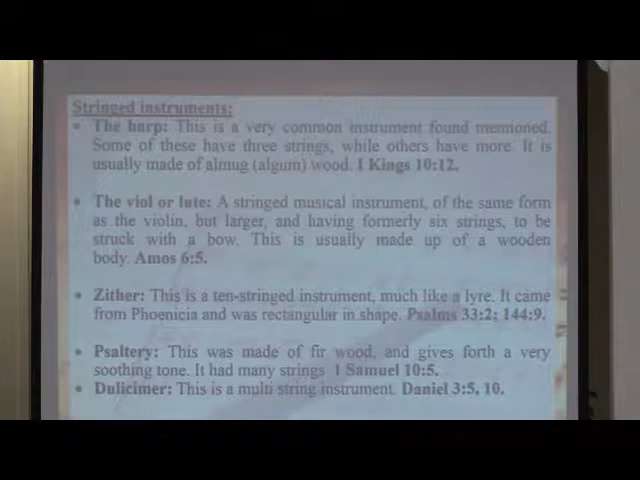 Stringed instruments:
• The harp: This is a very common instrument found mentioned.
Some of these have three strings, while others have more. It is
usually made of almug (algum) wood. I Kings 10:12.
• The viol or lute: A stringed musical instrument, of the same form
as the violin, but larger, and having formerly six strings, to be
struck with a bow. This is usually made up of a wooden
body. Amos 6:5.
• Zither: This is a ten-stringed instrument, much like a lyre. It came
from Phoenicia and was rectangular in shape. Psalms 33:2; 144:9.
• Psaltery: This was made of fir wood, and gives forth a very
soothing tone. It had many strings 1 Samuel 10:5.
• Dulicimer: This is a multi string instrument. Daniel 3:5, 10.